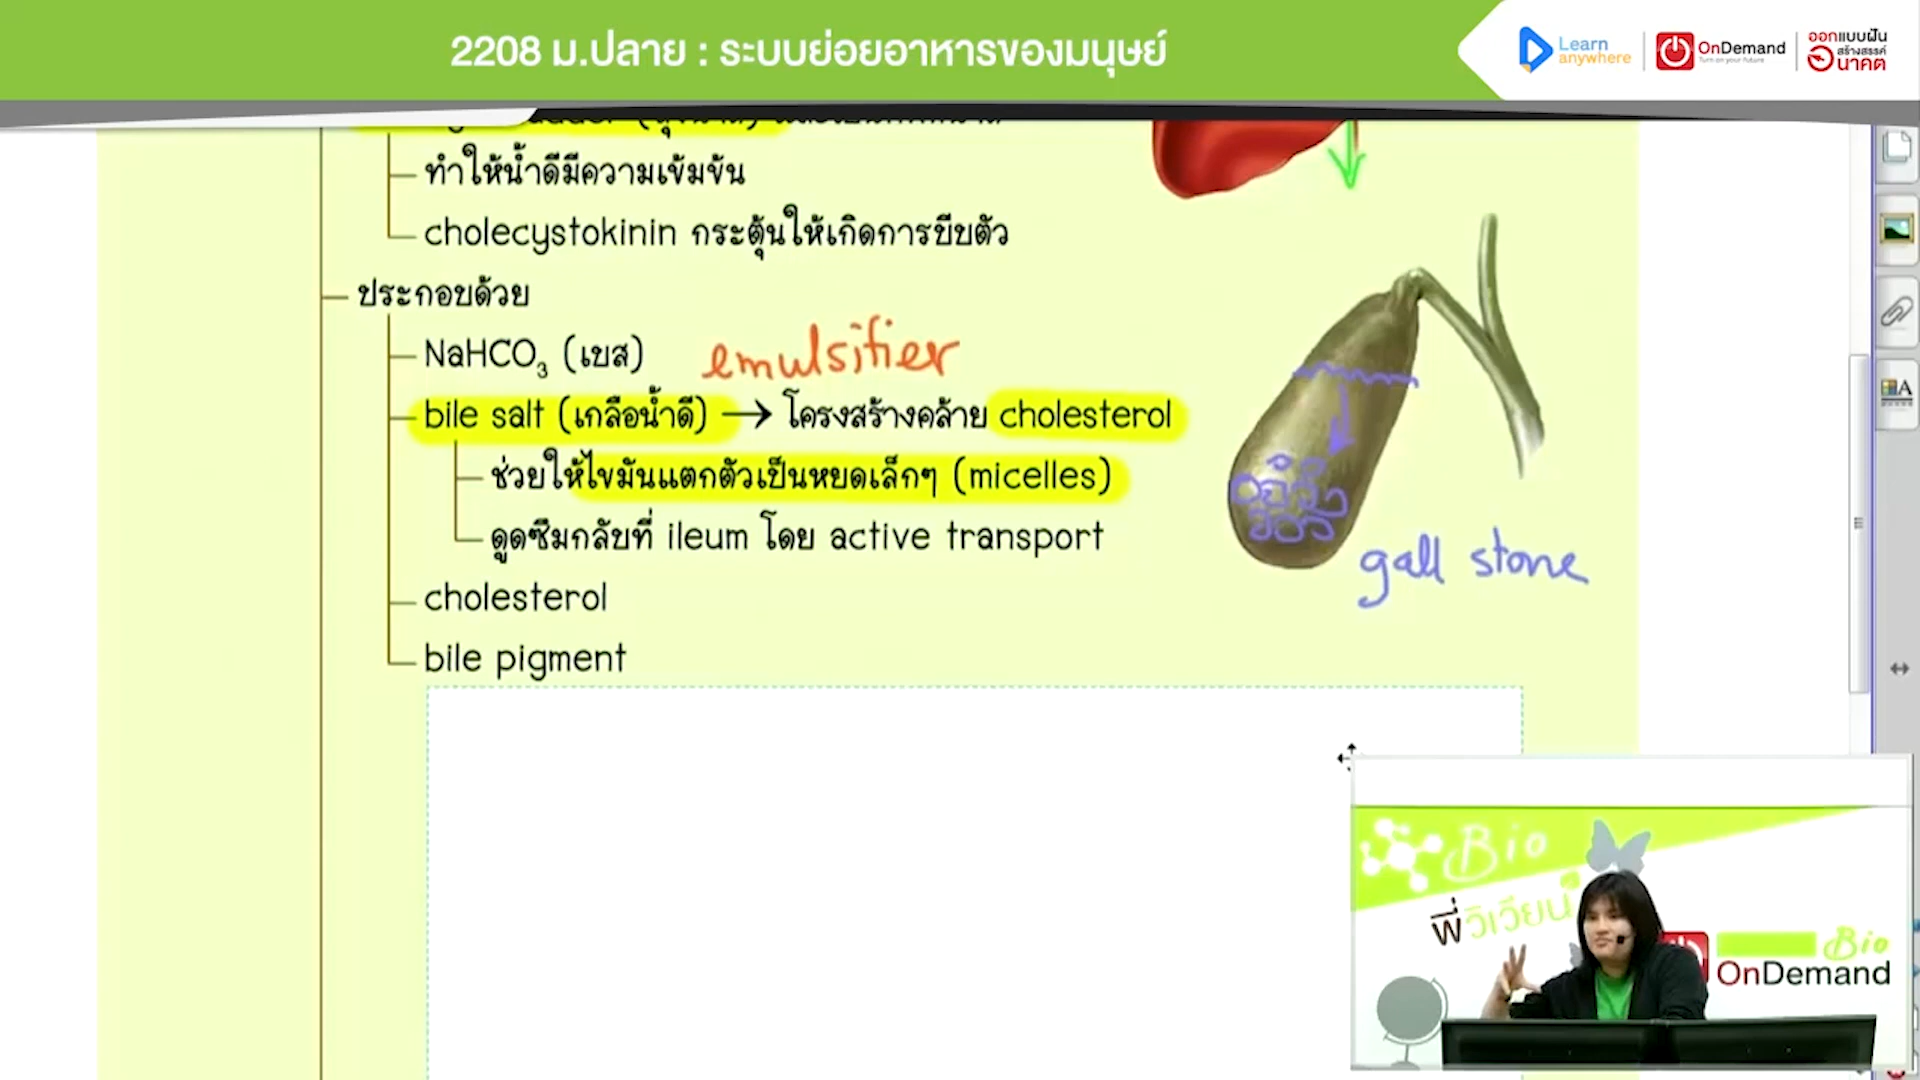 2208 ม.ปลาย : ระบบย่อยอาหารของมนุษย์
Learn
anywhere
OnDemand
Turn on your future
ออกแบบฝัน
สร้างสรรค์
อนาคต
ทำให้น้ำดีมีความเข้มข้น
cholecystokinin กระตุ้นให้เกิดการบีบตัว
ประกอบด้วย
NaHCO₃ (เบส)
emulsifier
bile salt (เกลือน้ำดี) → โครงสร้างคล้าย cholesterol
ช่วยให้ไขมันแตกตัวเป็นหยดเล็กๆ (micelles)
ดูดซึมกลับที่ ileum โดย active transport
gall stone
cholesterol
bile pigment
Bio
พี่วิเวียน
Bio
OnDemand